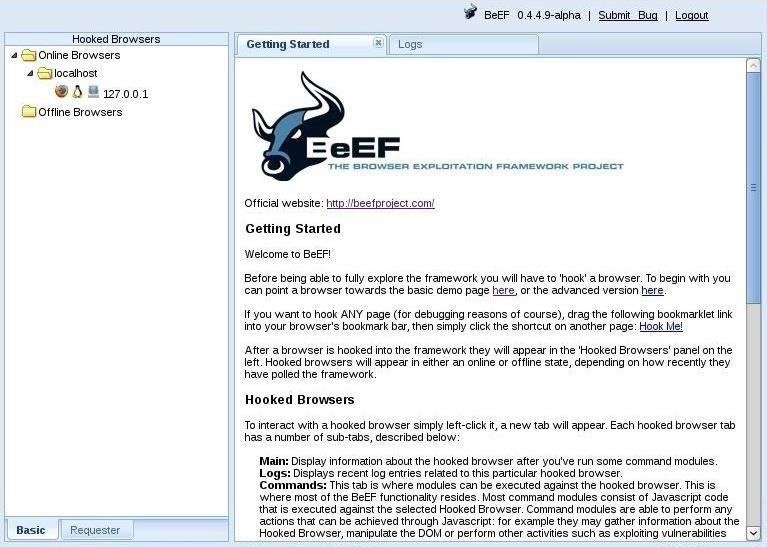 BeEF 0.4.4.9-alpha | Submit Bug | Logout
Hooked Browsers
Online Browsers
localhost
127.0.0.1
Offline Browsers
Basic
Requester
Getting Started
Logs
BeEF
THE BROWSER EXPLOITATION FRAMEWORK PROJECT
Official website: http://beefproject.com/
Getting Started
Welcome to BeEF!
Before being able to fully explore the framework you will have to 'hook' a browser. To begin with you
can point a browser towards the basic demo page here, or the advanced version here.
If you want to hook ANY page (for debugging reasons of course), drag the following bookmarklet link
into your browser's bookmark bar, then simply click the shortcut on another page: Hook Me!
After a browser is hooked into the framework they will appear in the 'Hooked Browsers' panel on the
left. Hooked browsers will appear in either an online or offline state, depending on how recently they
have polled the framework.
Hooked Browsers
To interact with a hooked browser simply left-click it, a new tab will appear. Each hooked browser tab
has a number of sub-tabs, described below:
Main: Display information about the hooked browser after you've run some command modules.
Logs: Displays recent log entries related to this particular hooked browser.
Commands: This tab is where modules can be executed against the hooked browser. This is
where most of the BeEF functionality resides. Most command modules consist of Javascript code
that is executed against the selected Hooked Browser. Command modules are able to perform any
actions that can be achieved through Javascript: for example they may gather information about the
Hooked Browser, manipulate the DOM or perform other activities such as exploiting vulnerabilities